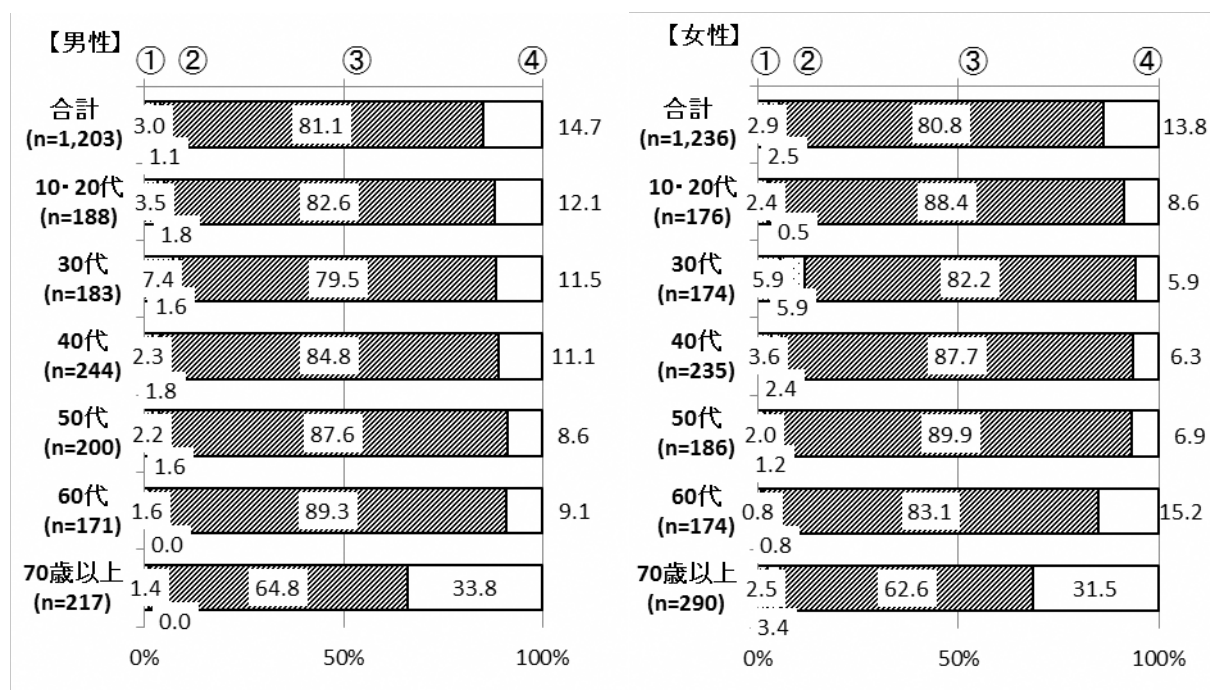 【男性】
① ② ③ ④
合計
(n=1,203)
3.0 81.1 14.7
1.1
10・20代
(n=188)
3.5 82.6 12.1
1.8
30代
(n=183)
7.4 79.5 11.5
1.6
40代
(n=244)
2.3 84.8 11.1
1.8
50代
(n=200)
2.2 87.6 8.6
1.6
60代
(n=171)
1.6 89.3 9.1
0.0
70歳以上
(n=217)
1.4 64.8 33.8
0.0
0% 50% 100%
【女性】
① ② ③ ④
合計
(n=1,236)
2.9 80.8 13.8
2.5
10・20代
(n=176)
2.4 88.4 8.6
0.5
30代
(n=174)
5.9 82.2 5.9
5.9
40代
(n=235)
3.6 87.7 6.3
2.4
50代
(n=186)
2.0 89.9 6.9
1.2
60代
(n=174)
0.8 83.1 15.2
0.8
70歳以上
(n=290)
2.5 62.6 31.5
3.4
0% 50% 100%